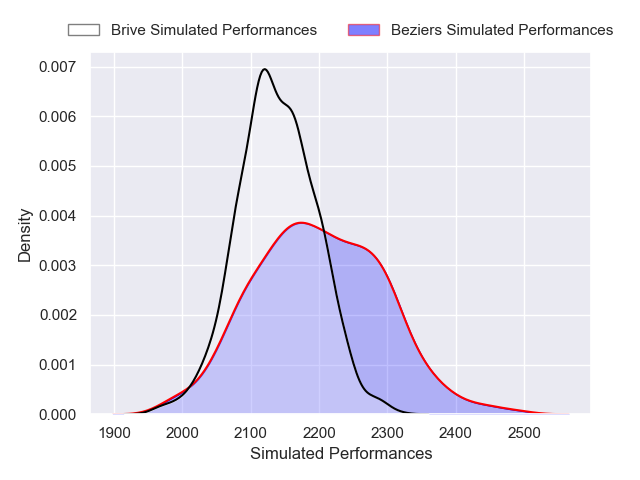 Brive Simulated Performances Beziers Simulated Performances
0.007
0.006
0.005
0.004
0.003
0.002
0.001
0.000
Density
1900 2000 2100 2200 2300 2400 2500
Simulated Performances